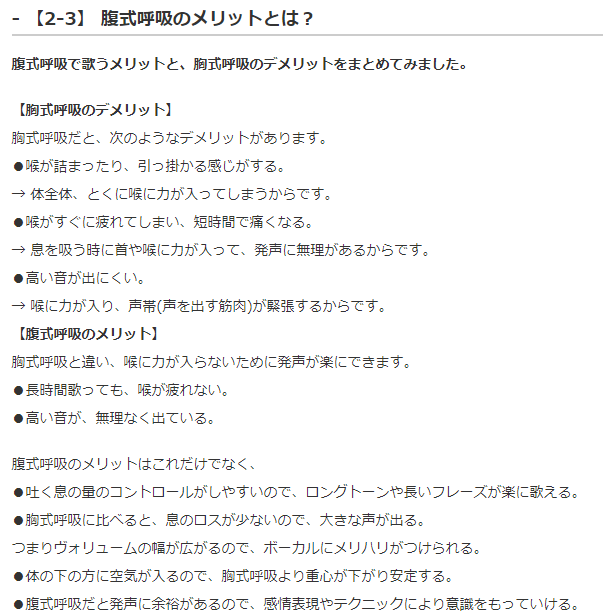 - 【2-3】 腹式呼吸のメリットとは？
腹式呼吸で歌うメリットと、胸式呼吸のデメリットをまとめてみました。
【胸式呼吸のデメリット】
胸式呼吸だと、次のようなデメリットがあります。
●喉が詰まったり、引っ掛かる感じがする。
→ 体全体、とくに喉に力が入ってしまうからです。
●喉がすぐに疲れてしまい、短時間で痛くなる。
→ 息を吸う時に首や喉に力が入って、発声に無理があるからです。
●高い音が出にくい。
→ 喉に力が入り、声帯(声を出す筋肉)が緊張するからです。
【腹式呼吸のメリット】
胸式呼吸と違い、喉に力が入らないために発声が楽にできます。
●長時間歌っても、喉が疲れない。
●高い音が、無理なく出ている。
腹式呼吸のメリットはこれだけでなく、
●吐く息の量のコントロールがしやすいので、ロングトーンや長いフレーズが楽に歌える。
●胸式呼吸に比べると、息のロスが少ないので、大きな声が出る。
つまりヴォリュームの幅が広がるので、ボーカルにメリハリがつけられる。
●体の下の方に空気が入るので、胸式呼吸より重心が下がり安定する。
●腹式呼吸だと発声に余裕があるので、感情表現やテクニックにより意識をもっていける。